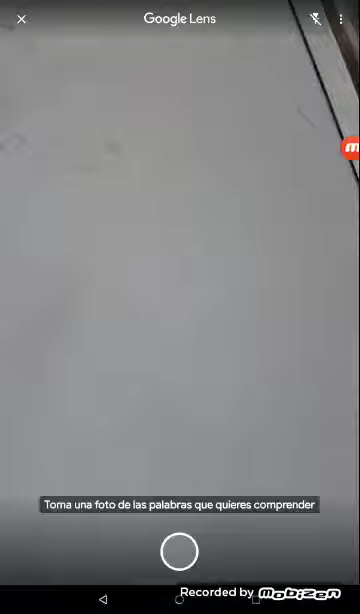 Google Lens
m
Toma una foto de las palabras que quieres comprender
Recorded by mobizen